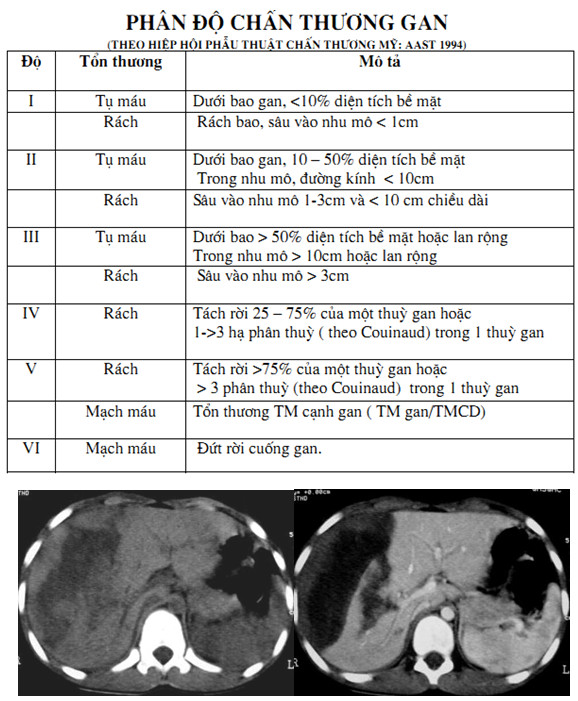 PHÂN ĐỘ CHẤN THƯƠNG GAN
(THEO HIỆP HỘI PHẪU THUẬT CHẤN THƯƠNG MỸ: AAST 1994)
Độ Tổn thương Mô tả
I Tụ máu Dưới bao gan, <10% diện tích bề mặt
Rách Rách bao, sâu vào nhu mô < 1cm
II Tụ máu Dưới bao gan, 10 – 50% diện tích bề mặt
Trong nhu mô, đường kính < 10cm
Rách Sâu vào nhu mô 1-3cm và < 10 cm chiều dài
III Tụ máu Dưới bao > 50% diện tích bề mặt hoặc lan rộng
Trong nhu mô > 10cm hoặc lan rộng
Rách Sâu vào nhu mô > 3cm
IV Rách Tách rời 25 – 75% của một thuỳ gan hoặc
1->3 hạ phân thuỳ ( theo Couinaud) trong 1 thuỳ gan
V Rách Tách rời >75% của một thuỳ gan hoặc
> 3 phân thuỳ (theo Couinaud) trong 1 thuỳ gan
Mạch máu Tổn thương TM cạnh gan ( TM gan/TMCD)
VI Mạch máu Đứt rời cuống gan.
THD
5
R
L
= +0.00cm
THD
5
R
L